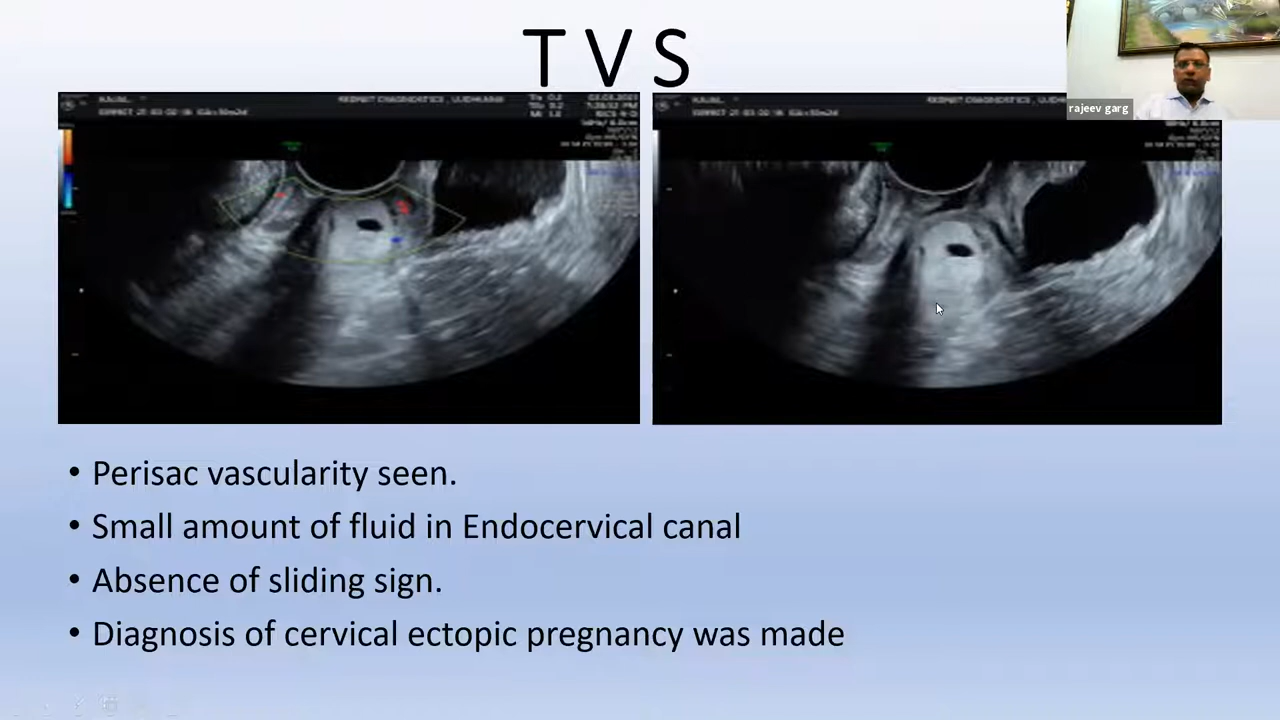 T V S
rajeev garg
• Perisac vascularity seen.
• Small amount of fluid in Endocervical canal
• Absence of sliding sign.
• Diagnosis of cervical ectopic pregnancy was made